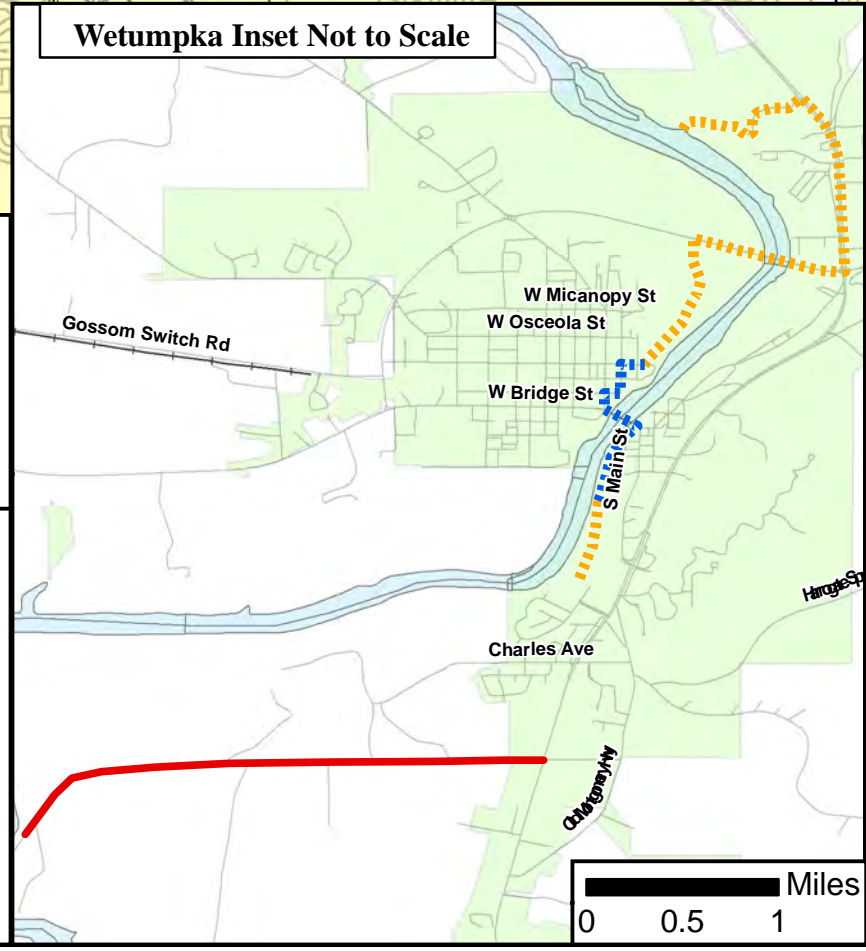 Wetumpka Inset Not to Scale
W Micanopy St
W Osceola St
Gossom Switch Rd
W Bridge St
S Main St
Charles Ave
Miles
0 0.5 1